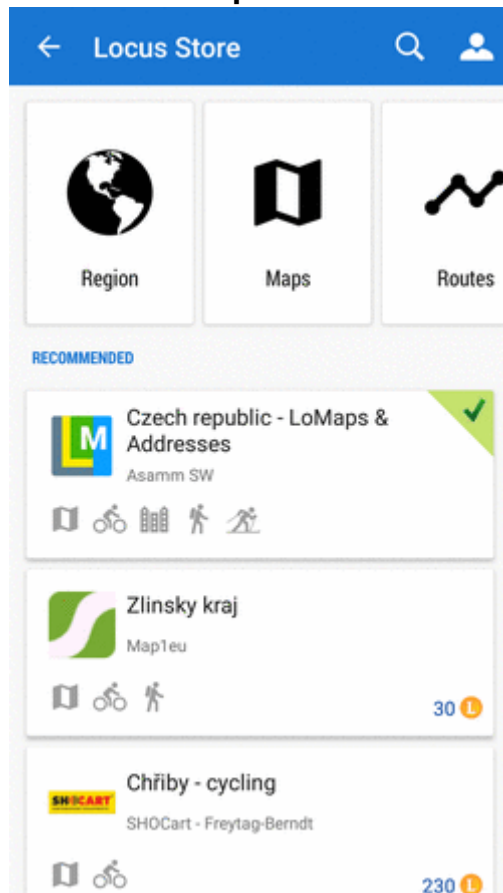 Locus Store
Region
Maps
Routes
RECOMMENDED
Czech republic - LoMaps &
Addresses
Asamm SW
Zlinsky kraj
Map1eu
30 L
SHOCART
Chřiby - cycling
SHOCart - Freytag-Berndt
230 L